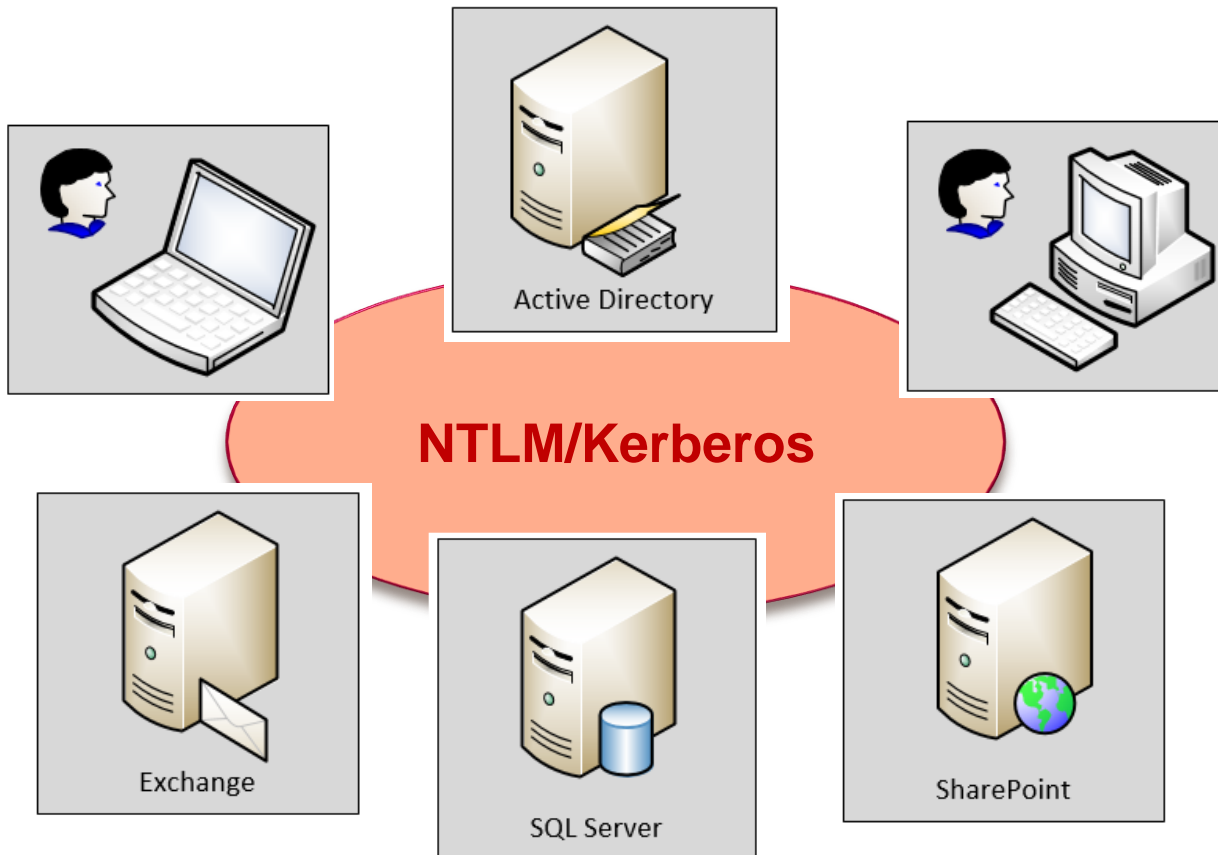 Active Directory
NTLM/Kerberos
Exchange
SQL Server
SharePoint